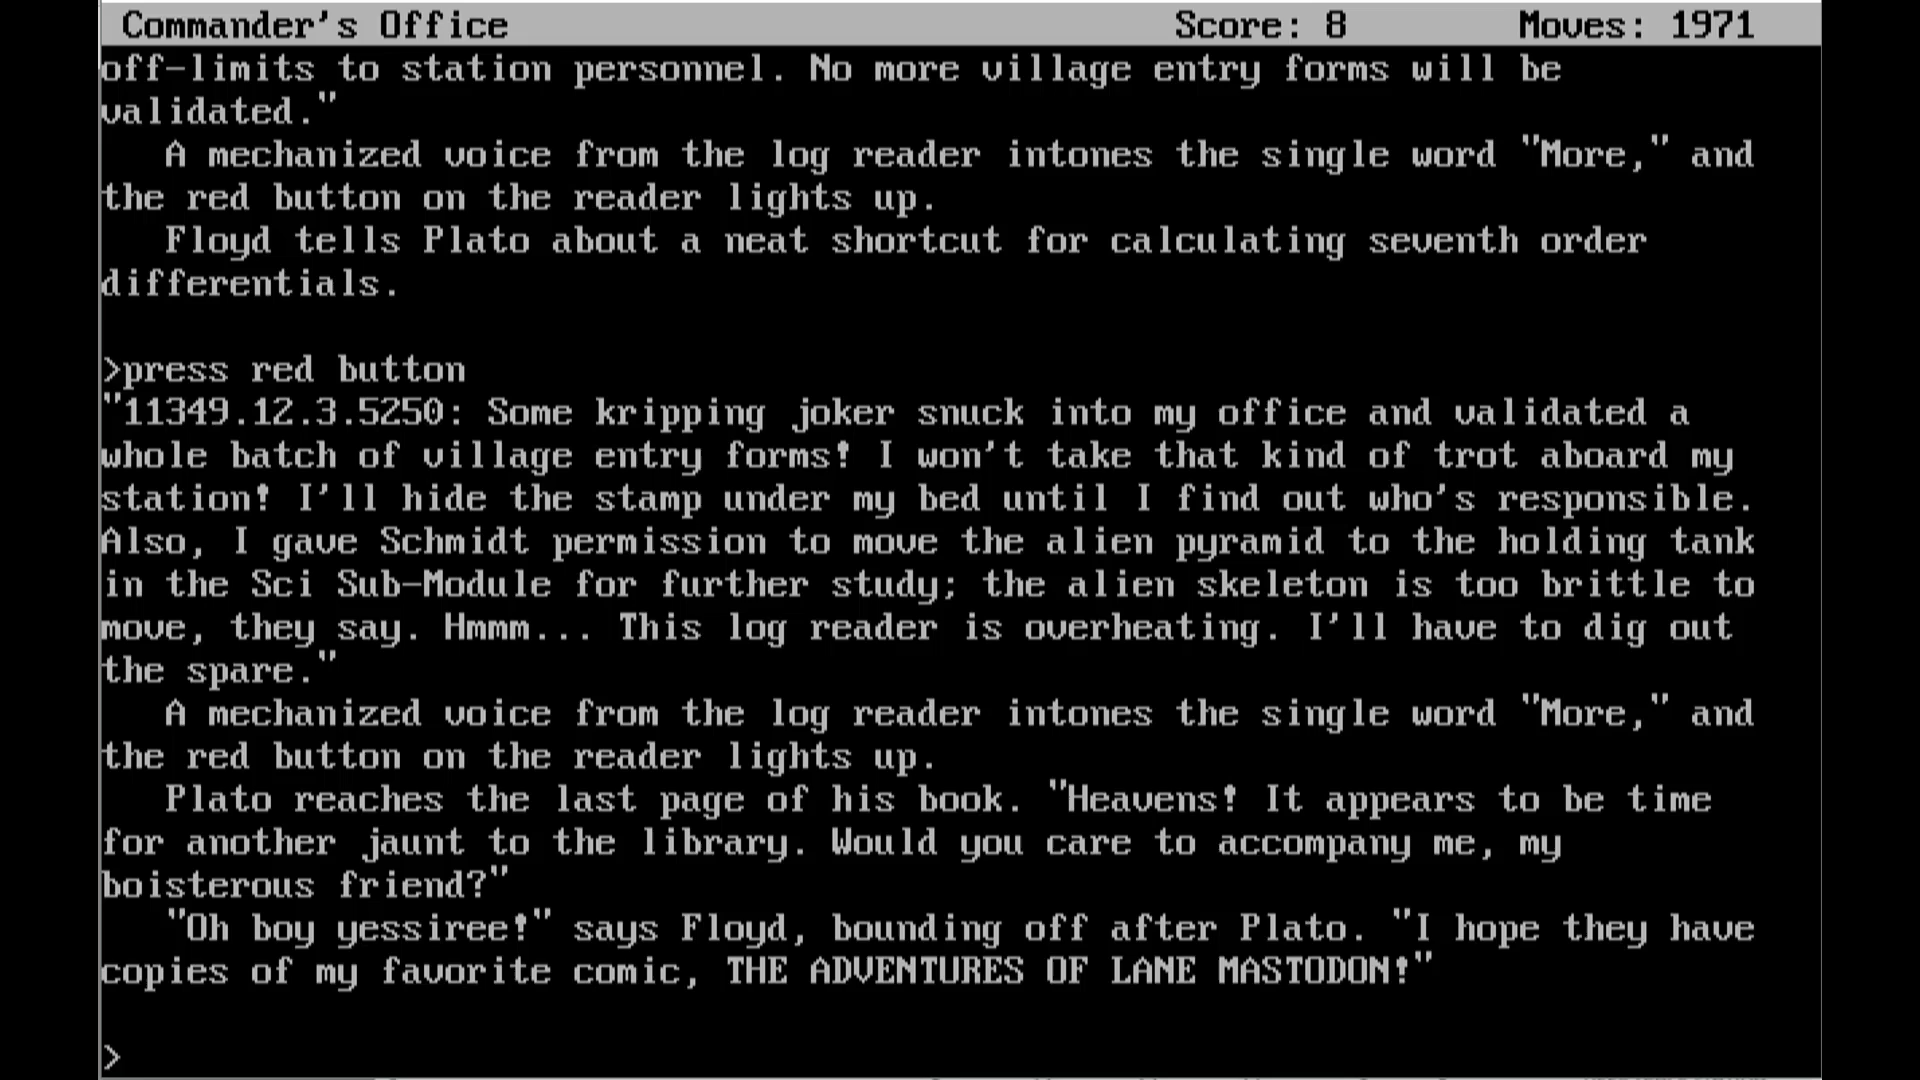 Commander's Office Score: 8 Moves: 1971
off-limits to station personnel. No more village entry forms will be
validated."
A mechanized voice from the log reader intones the single word "More," and
the red button on the reader lights up.
Floyd tells Plato about a neat shortcut for calculating seventh order
differentials.
>press red button
"11349.12.3.5250: Some kripping joker snuck into my office and validated a
whole batch of village entry forms! I won't take that kind of trot aboard my
station! I'll hide the stamp under my bed until I find out who's responsible.
Also, I gave Schmidt permission to move the alien pyramid to the holding tank
in the Sci Sub-Module for further study; the alien skeleton is too brittle to
move, they say. Hmmm... This log reader is overheating. I'll have to dig out
the spare."
A mechanized voice from the log reader intones the single word "More," and
the red button on the reader lights up.
Plato reaches the last page of his book. "Heavens! It appears to be time
for another jaunt to the library. Would you care to accompany me, my
boisterous friend?"
"Oh boy yessiree!" says Floyd, bounding off after Plato. "I hope they have
copies of my favorite comic, THE ADVENTURES OF LANE MASTODON!"
>